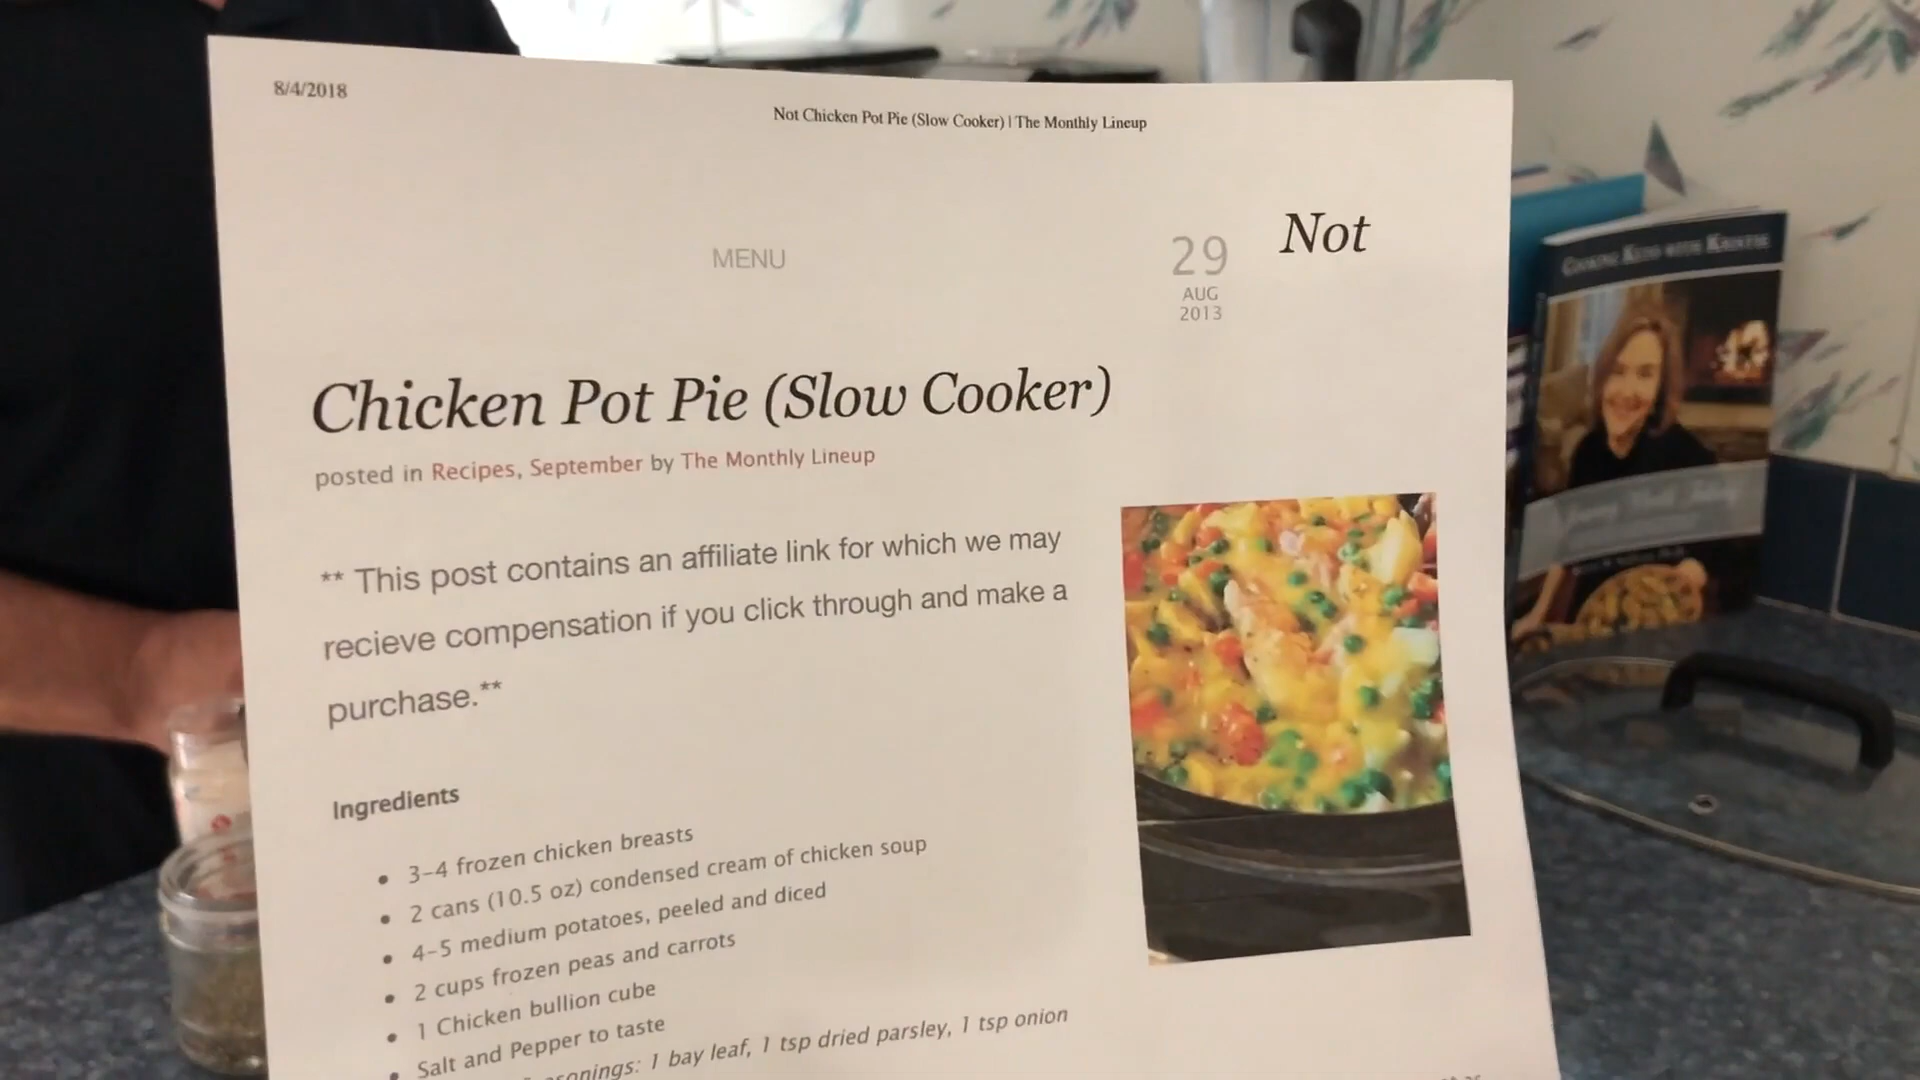 8/4/2018
Not Chicken Pot Pie (Slow Cooker) | The Monthly Lineup
MENU
29
AUG
2013
Not
Chicken Pot Pie (Slow Cooker)
posted in Recipes, September by The Monthly Lineup
** This post contains an affiliate link for which we may
recieve compensation if you click through and make a
purchase.**
Ingredients
• 3-4 frozen chicken breasts
• 2 cans (10.5 oz) condensed cream of chicken soup
• 4-5 medium potatoes, peeled and diced
• 2 cups frozen peas and carrots
• 1 Chicken bullion cube
• Salt and Pepper to taste
1 bay leaf, 1 tsp dried parsley, 1 tsp onion
COOKING KETO WITH KRISTIE